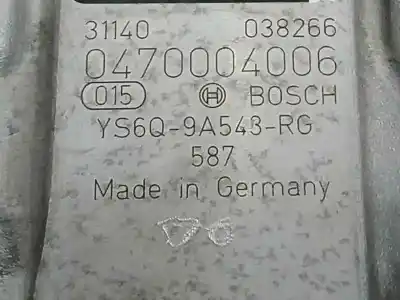 31140 038266
0470004006
015 BOSCH
YS6Q-9A543-RG
587
Made in Germany